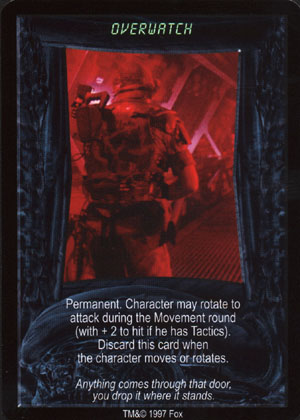 OVERWATCH
Permanent. Character may rotate to
attack during the Movement round
(with + 2 to hit if he has Tactics).
Discard this card when
the character moves or rotates.
Anything comes through that door,
you drop it where it stands.
TM&© 1997 Fox